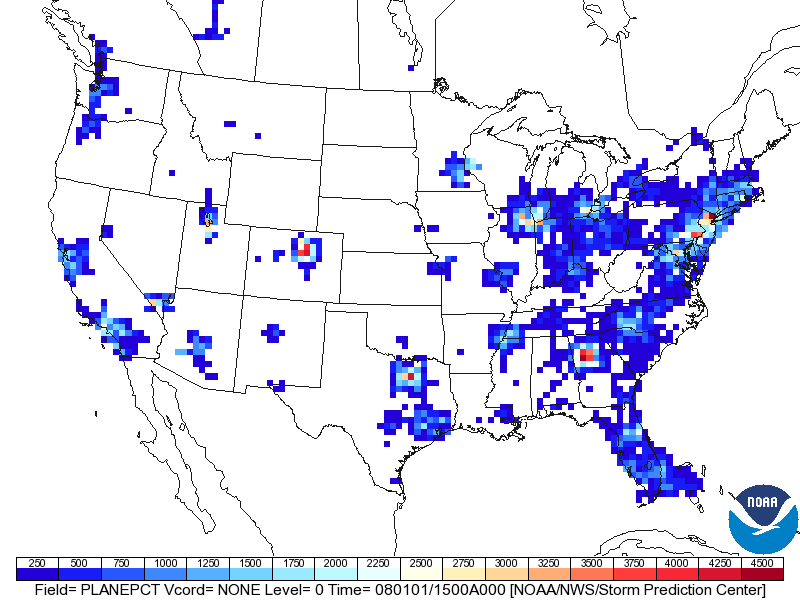 NOAA
250 500 750 1000 1250 1500 1750 2000 2250 2500 2750 3000 3250 3500 3750 4000 4250 4500
Field= PLANEPCT Vcord= NONE Level= 0 Time= 080101/1500A000 [NOAA/NWS/Storm Prediction Center]